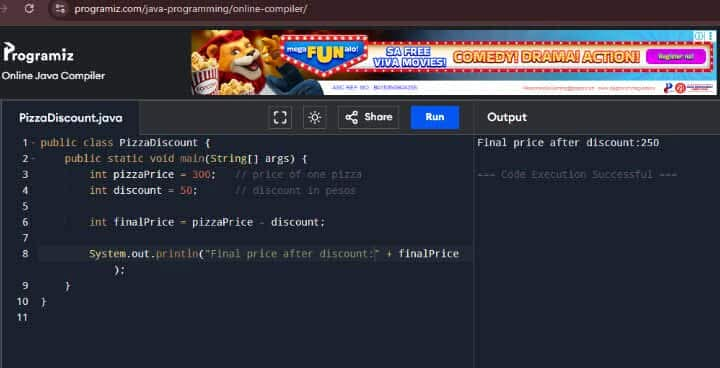 programiz.com/java-programming/online-compiler/
Programiz
Online Java Compiler
mega FUN alo! SA FREE VIVA MOVIES! COMEDY! DRAMA! ACTION! Register na!
POPCORN
PizzaDiscount.java
Share
Run
Output
1 public class PizzaDiscount {
2 public static void main(String[] args) {
3 int pizzaPrice = 300; // price of one pizza
4 int discount = 50; // discount in pesos
5
6 int finalPrice = pizzaPrice - discount;
7
8 System.out.println("Final price after discount:" + finalPrice
);
9 }
10 }
11
Final price after discount:250
=== Code Execution Successful ===